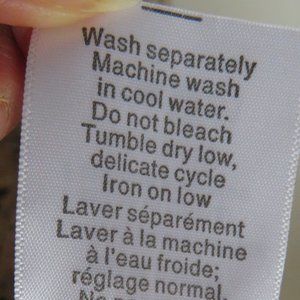 Wash separately
Machine wash
in cool water.
Do not bleach
Tumble dry low,
delicate cycle
Iron on low
Laver séparément
Laver à la machine
à l'eau froide;
réglage normal.